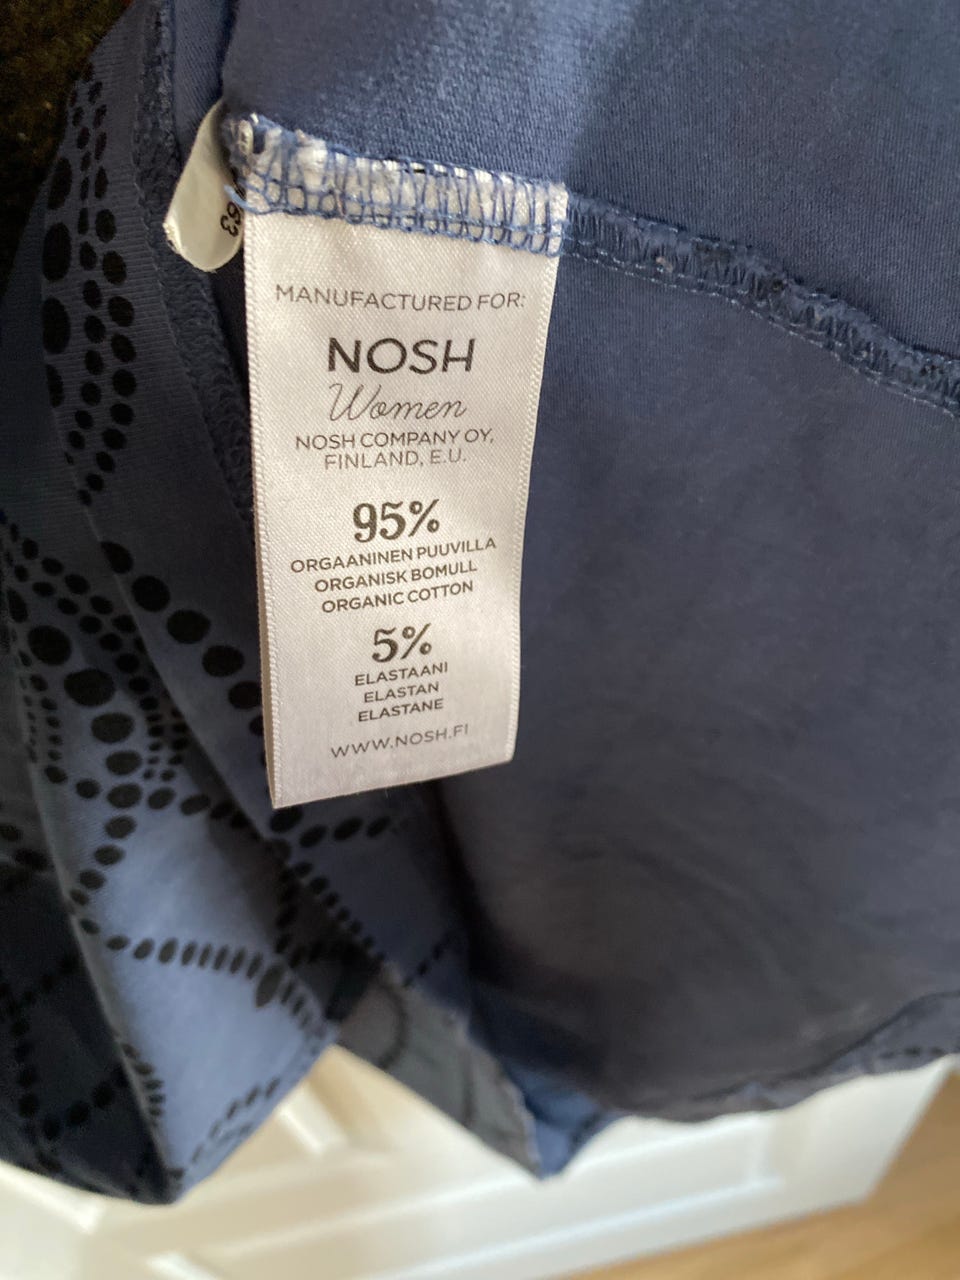 MANUFACTURED FOR:
NOSH
Women
NOSH COMPANY OY,
FINLAND, E.U.
95%
ORGAANINEN PUUVILLA
ORGANISK BOMULL
ORGANIC COTTON
5%
ELASTAANI
ELASTAN
ELASTANE
WWW.NOSH.FI